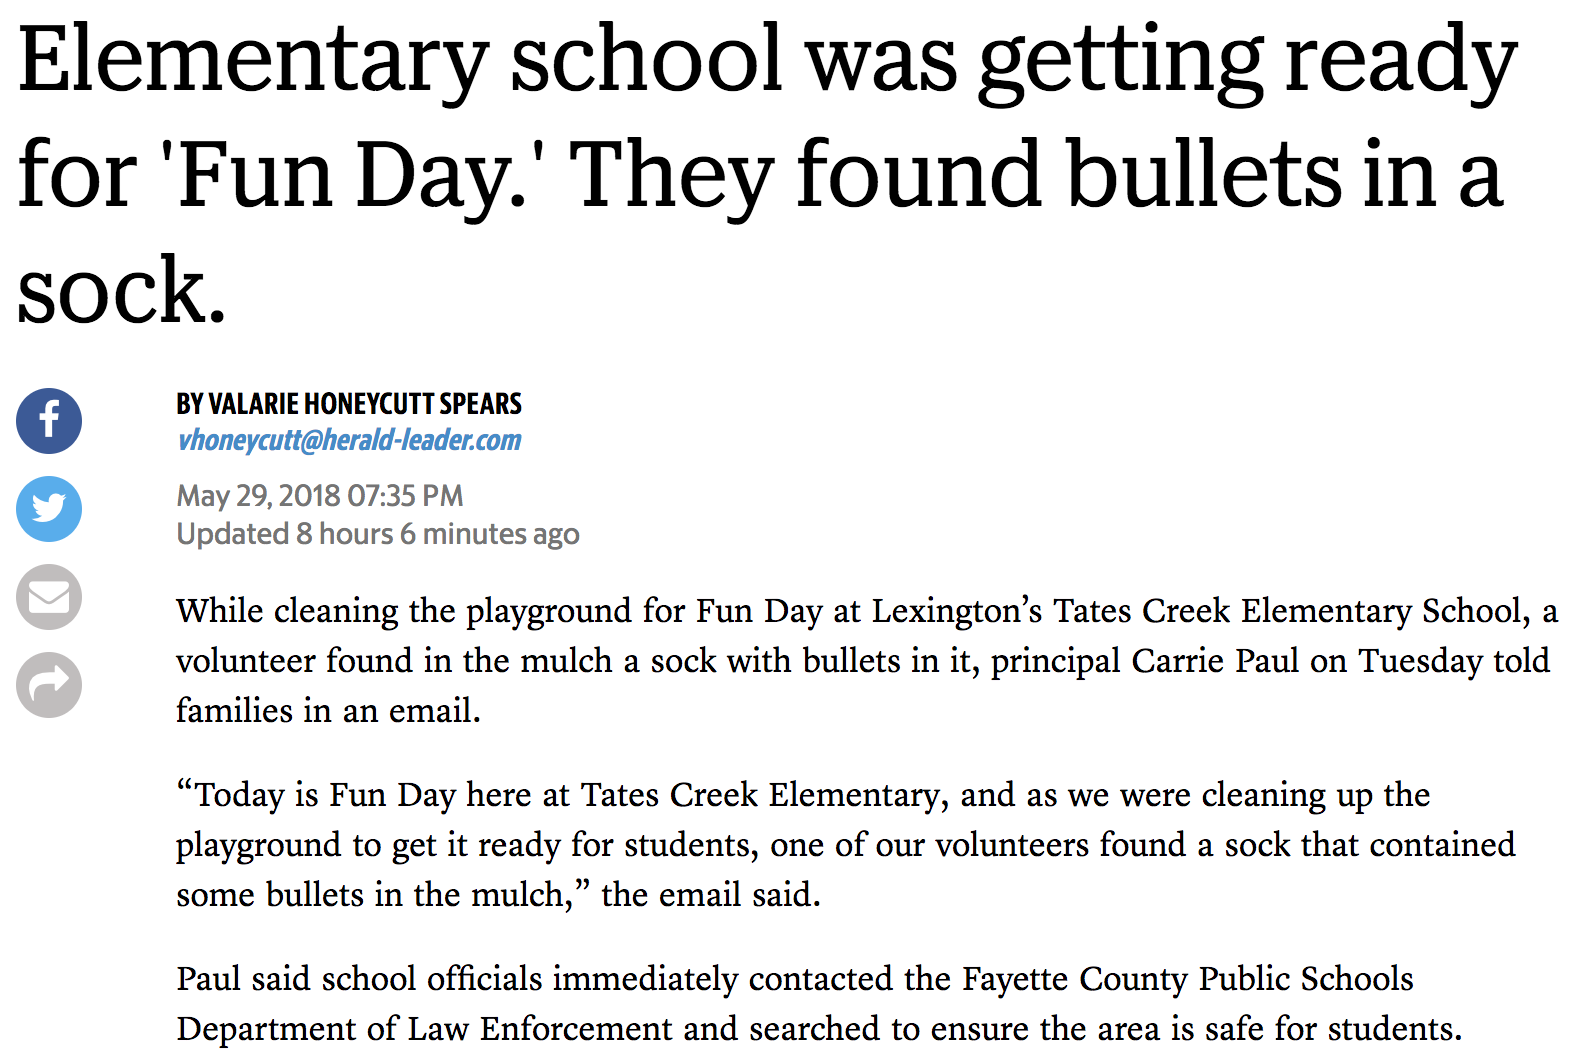 Elementary school was getting ready
for 'Fun Day.' They found bullets in a
sock.
BY VALARIE HONEYCUTT SPEARS
vhoneycutt@herald-leader.com
May 29, 2018 07:35 PM
Updated 8 hours 6 minutes ago
While cleaning the playground for Fun Day at Lexington’s Tates Creek Elementary School, a
volunteer found in the mulch a sock with bullets in it, principal Carrie Paul on Tuesday told
families in an email.
“Today is Fun Day here at Tates Creek Elementary, and as we were cleaning up the
playground to get it ready for students, one of our volunteers found a sock that contained
some bullets in the mulch,” the email said.
Paul said school officials immediately contacted the Fayette County Public Schools
Department of Law Enforcement and searched to ensure the area is safe for students.